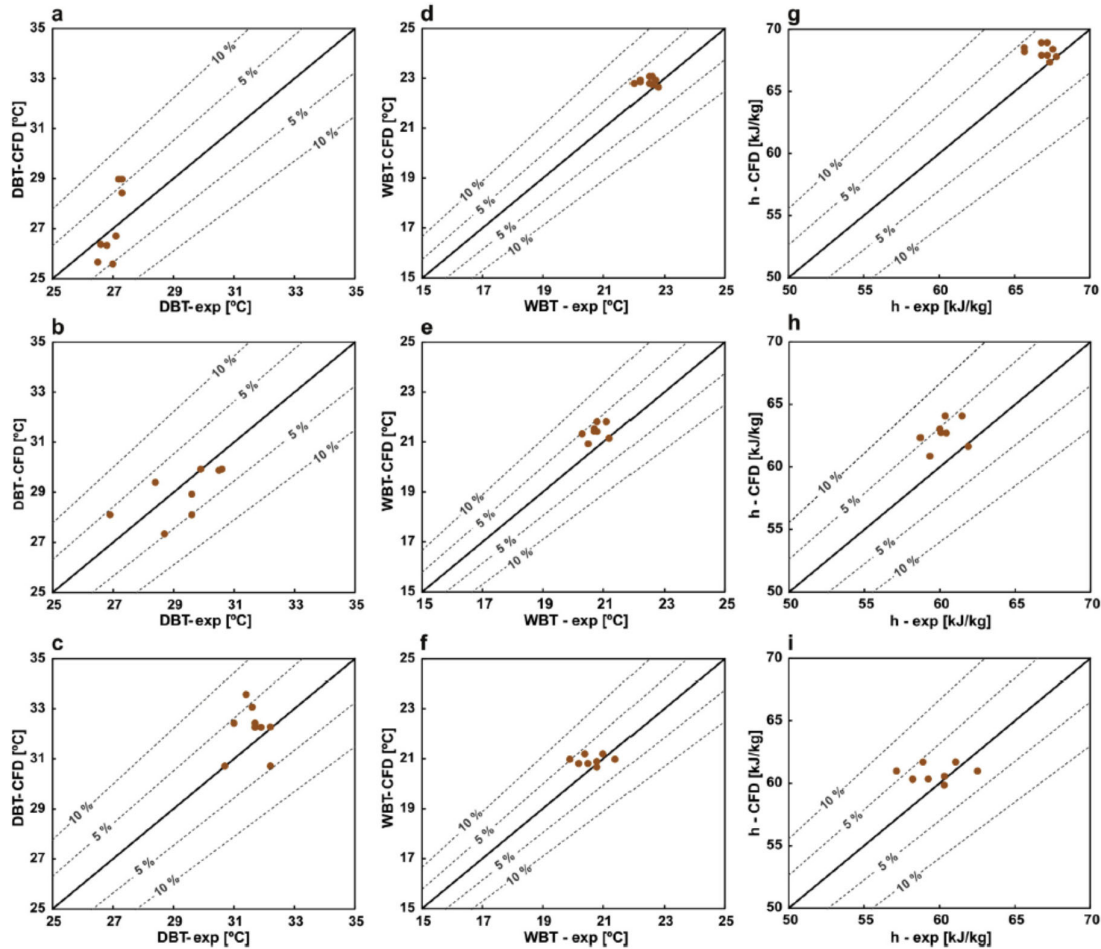 a
35
33
31
29
27
25
DBT-CFD [ºC]
10 %
5 %
5 %
10 %
25 27 29 31 33 35
DBT-exp [ºC]
d
25
23
21
19
17
15
WBT- CFD [ºC]
10 %
5 %
5 %
10 %
15 17 19 21 23 25
WBT - exp [ºC]
g
70
65
60
55
50
h - CFD [kJ/kg]
10 %
5 %
5 %
10 %
50 55 60 65 70
h - exp [kJ/kg]
b
35
33
31
29
27
25
DBT-CFD [ºC]
10 %
5 %
5 %
10 %
25 27 29 31 33 35
DBT-exp [ºC]
e
25
23
21
19
17
15
WBT- CFD [ºC]
10 %
5 %
5 %
10 %
15 17 19 21 23 25
WBT - exp [ºC]
h
70
65
60
55
50
h - CFD [kJ/kg]
10 %
5 %
5 %
10 %
50 55 60 65 70
h - exp [kJ/kg]
c
35
33
31
29
27
25
DBT-CFD [ºC]
10 %
5 %
5 %
10 %
25 27 29 31 33 35
DBT-exp [ºC]
f
25
23
21
19
17
15
WBT- CFD [ºC]
10 %
5 %
5 %
10 %
15 17 19 21 23 25
WBT - exp [ºC]
i
70
65
60
55
50
h - CFD [kJ/kg]
10 %
5 %
5 %
10 %
50 55 60 65 70
h - exp [kJ/kg]